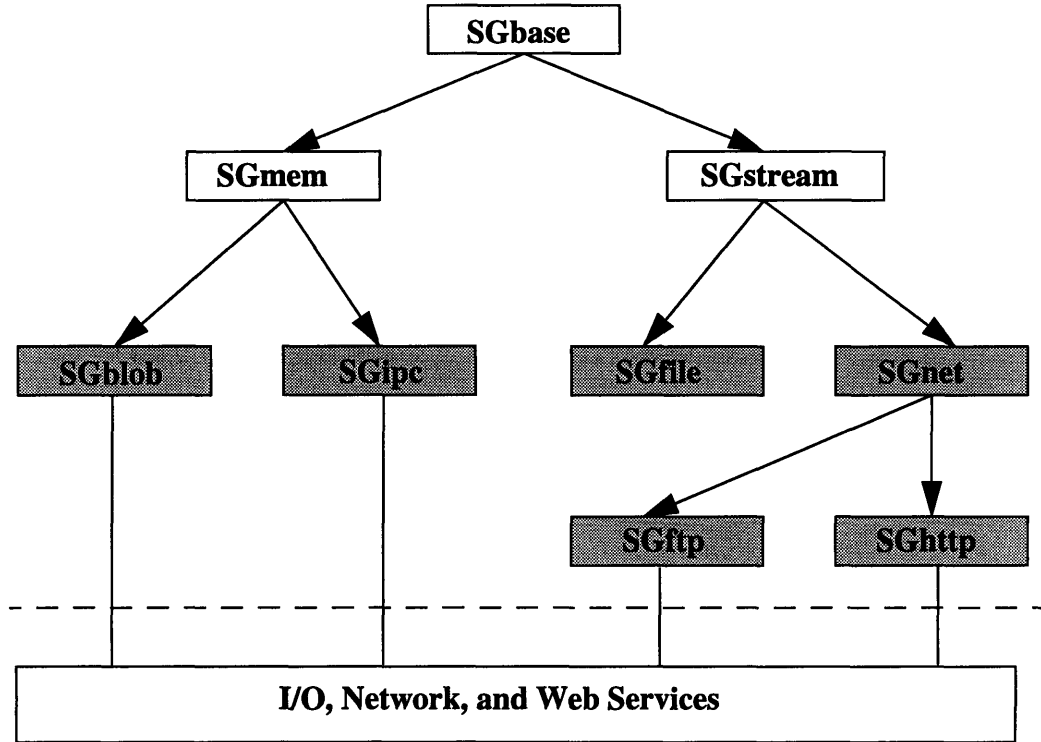 SGbase
SGmem
SGstream
SGblob
SGipc
SGfile
SGnet
SGftp
SGhttp
I/O, Network, and Web Services